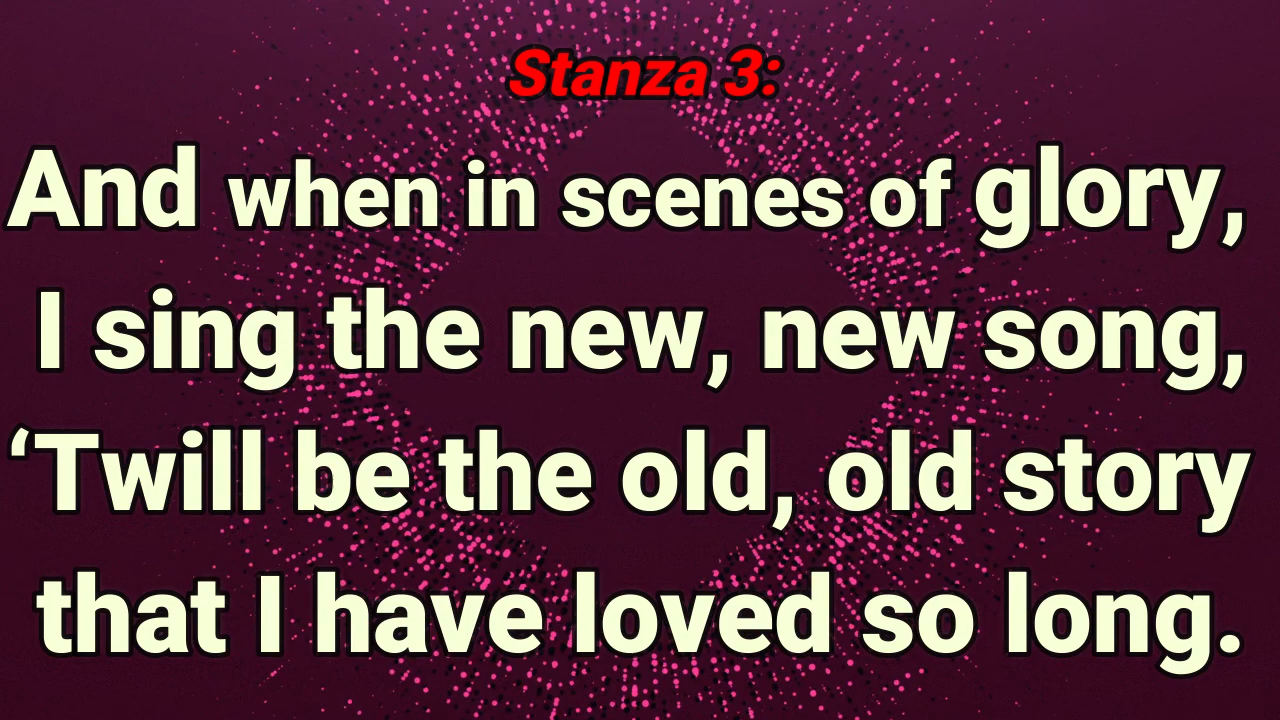 Stanza 3:
And when in scenes of glory,
I sing the new, new song,
‘Twill be the old, old story
that I have loved so long.